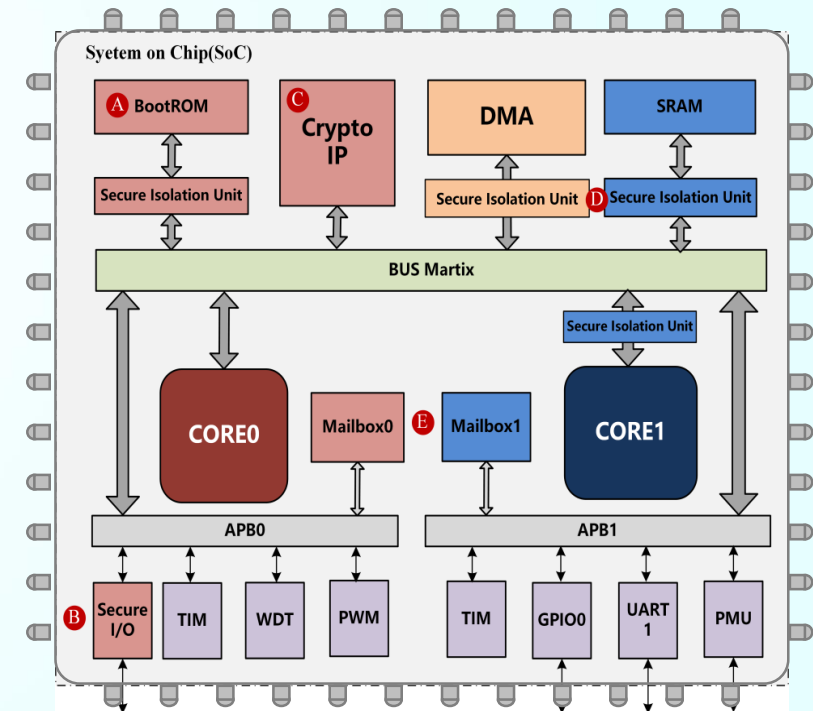 Syetem on Chip(SoC)
A BootROM
C
Crypto
IP
DMA
SRAM
Secure Isolation Unit
Secure Isolation Unit
D
Secure Isolation Unit
BUS Martix
Secure Isolation Unit
CORE0
Mailbox0
E
Mailbox1
CORE1
APB0
APB1
B
Secure
I/O
TIM
WDT
PWM
TIM
GPIO0
UART
1
PMU